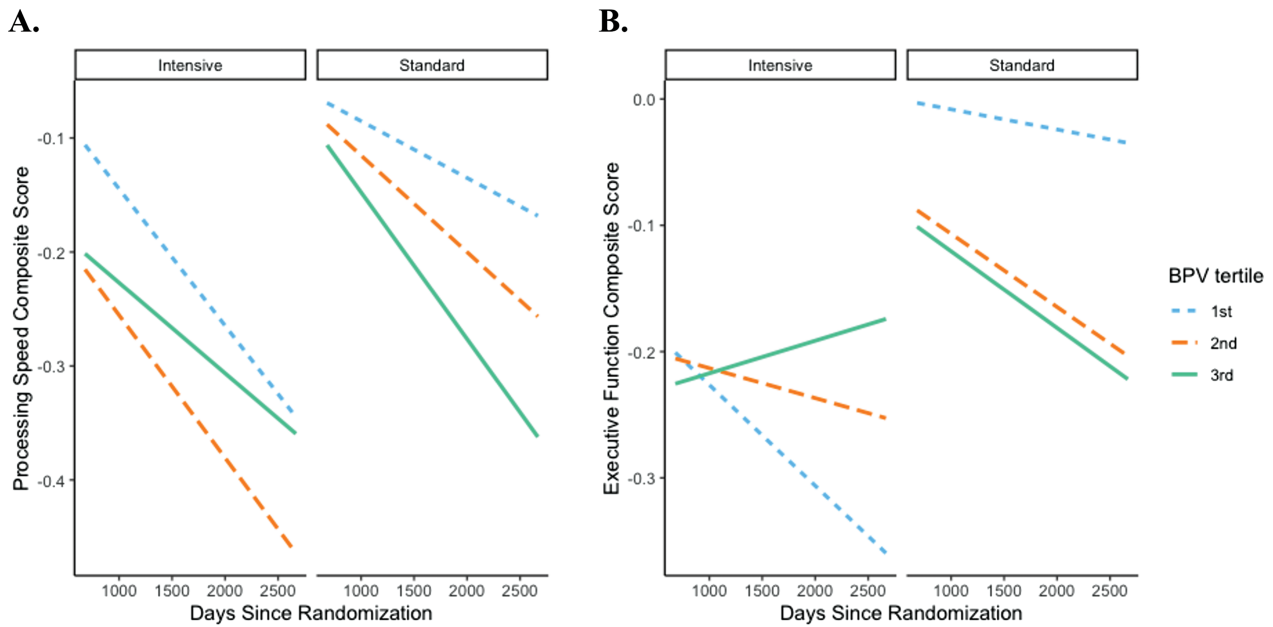 A.
B.
Intensive
Standard
Intensive
Standard
Processing Speed Composite Score
-0.1
-0.2
-0.3
-0.4
1000 1500 2000 2500
1000 1500 2000 2500
Days Since Randomization
Executive Function Composite Score
0.0
-0.1
-0.2
-0.3
1000 1500 2000 2500
1000 1500 2000 2500
Days Since Randomization
BPV tertile
1st
2nd
3rd